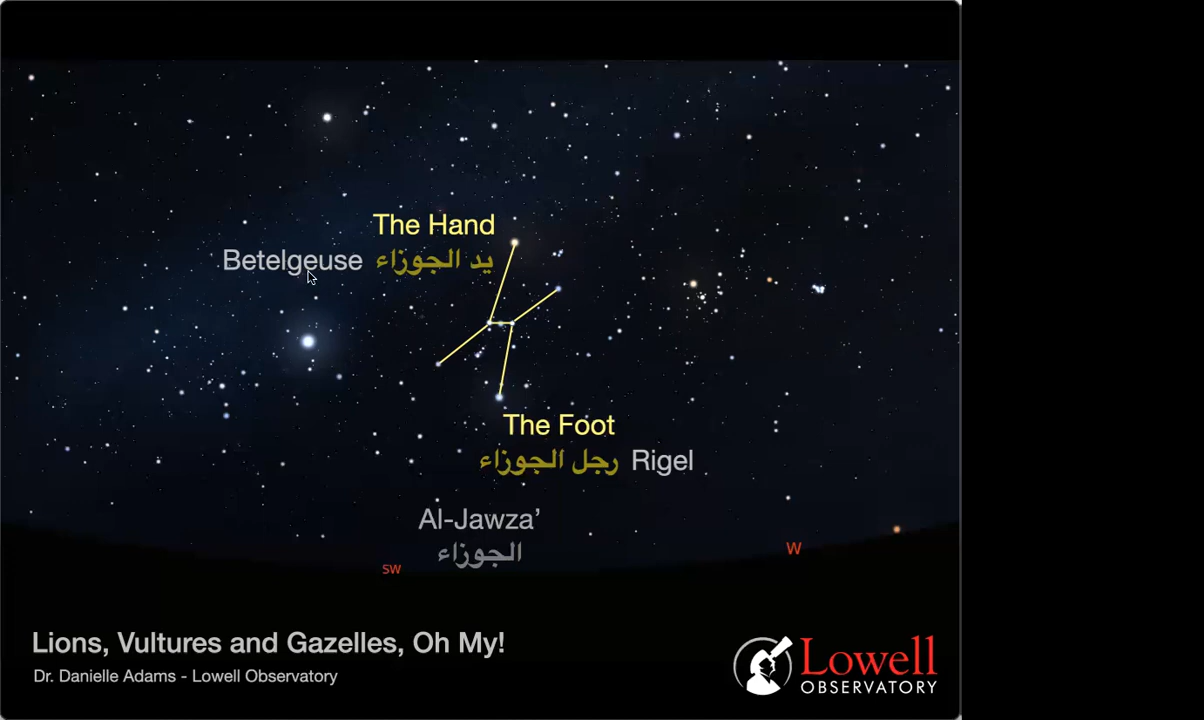 The Hand
Betelgeuse يد الجوزاء
The Foot
رجل الجوزاء Rigel
Al-Jawza’
الجوزاء
W
SW
Lions, Vultures and Gazelles, Oh My!
Dr. Danielle Adams - Lowell Observatory
Lowell
OBSERVATORY